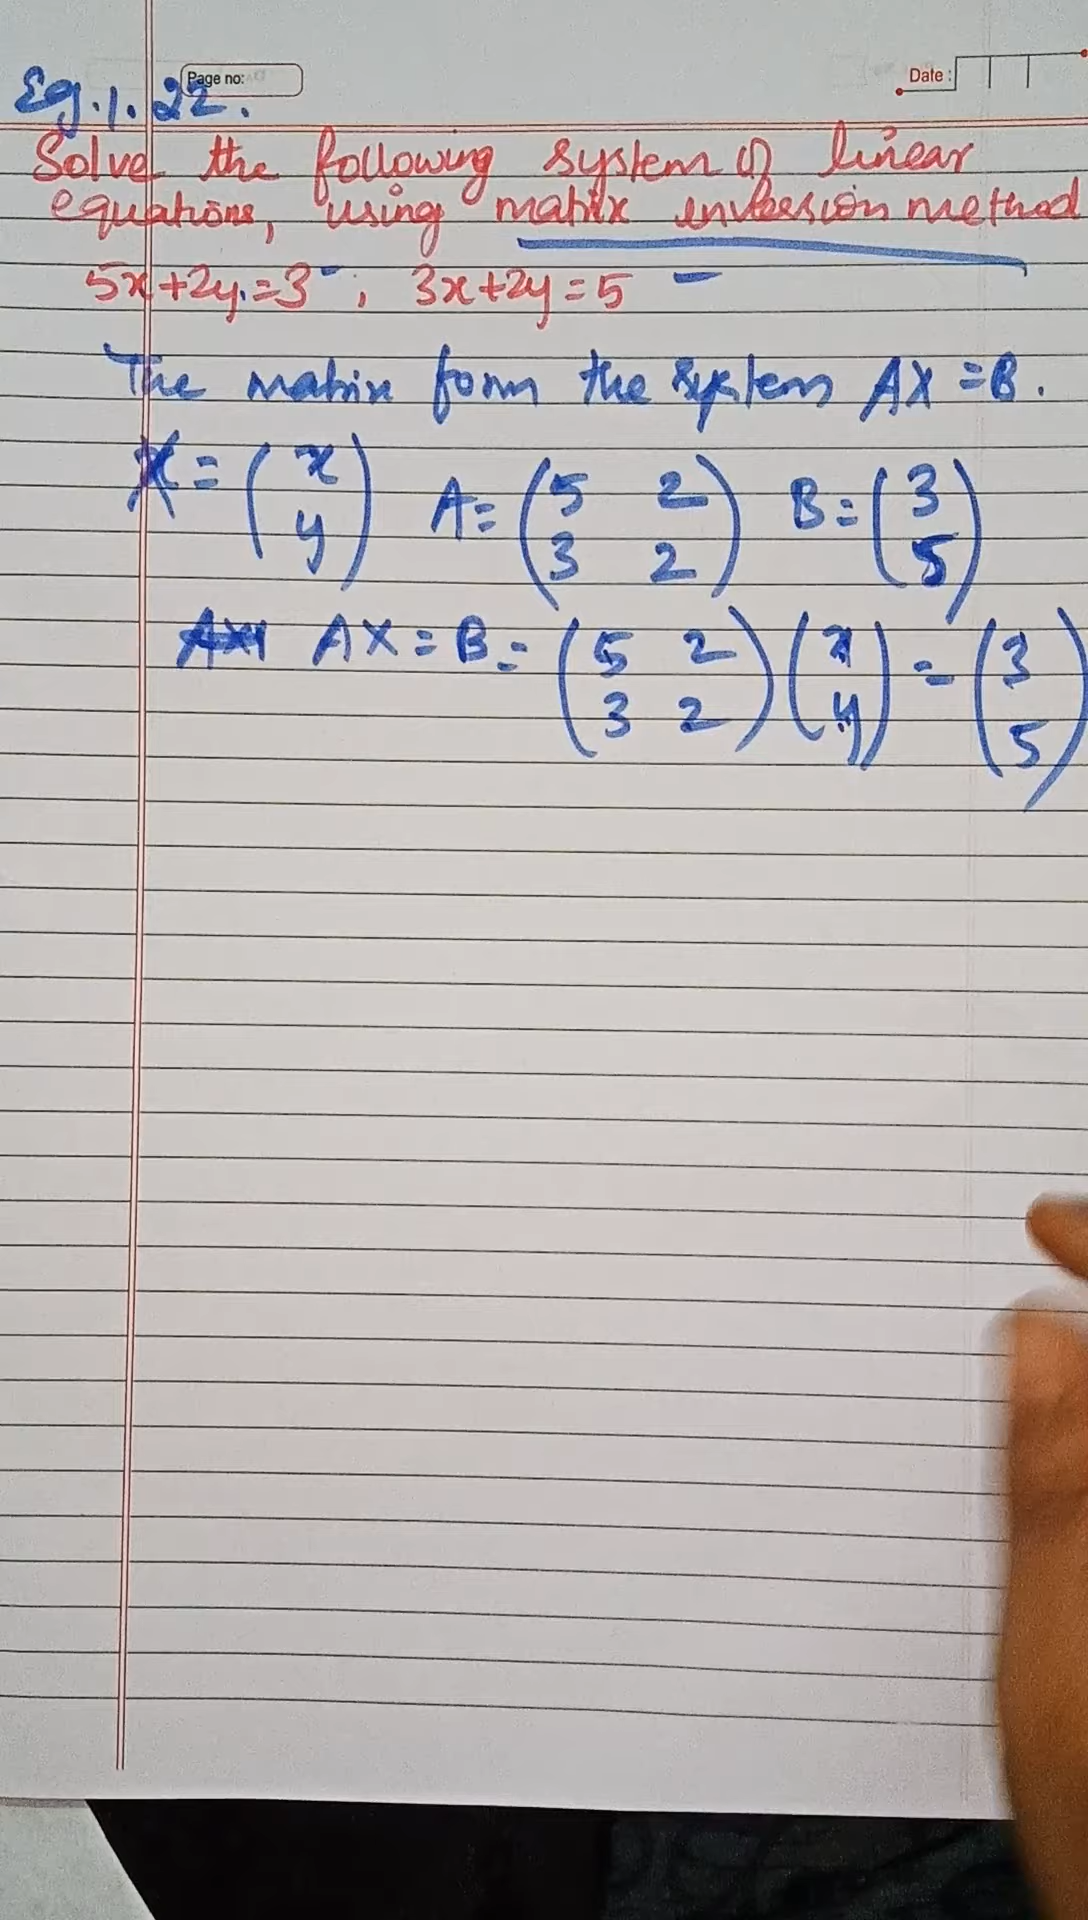 Page no:
Date :
Eg.1.22.
Solve the following system of linear
equations, using matrix inversion method
5x+2y=3 ; 3x+2y=5
The matrix form the system AX=B.
X = ( x A = ( 5 2 ) B = ( 3
y ) 3 2 5 )
AX = B = ( 5 2 ) ( x ) = ( 3
3 2 y 5 )